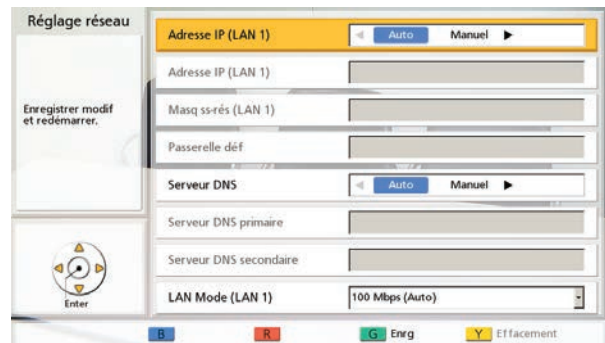 Réglage réseau
Enregistrer modif
et redémarrer.
Enter
Adresse IP (LAN 1) Auto Manuel
Adresse IP (LAN 1)
Masq ss-rés (LAN 1)
Passerelle déf
Serveur DNS Auto Manuel
Serveur DNS primaire
Serveur DNS secondaire
LAN Mode (LAN 1) 100 Mbps (Auto)
B R G Enrg Y Effacement